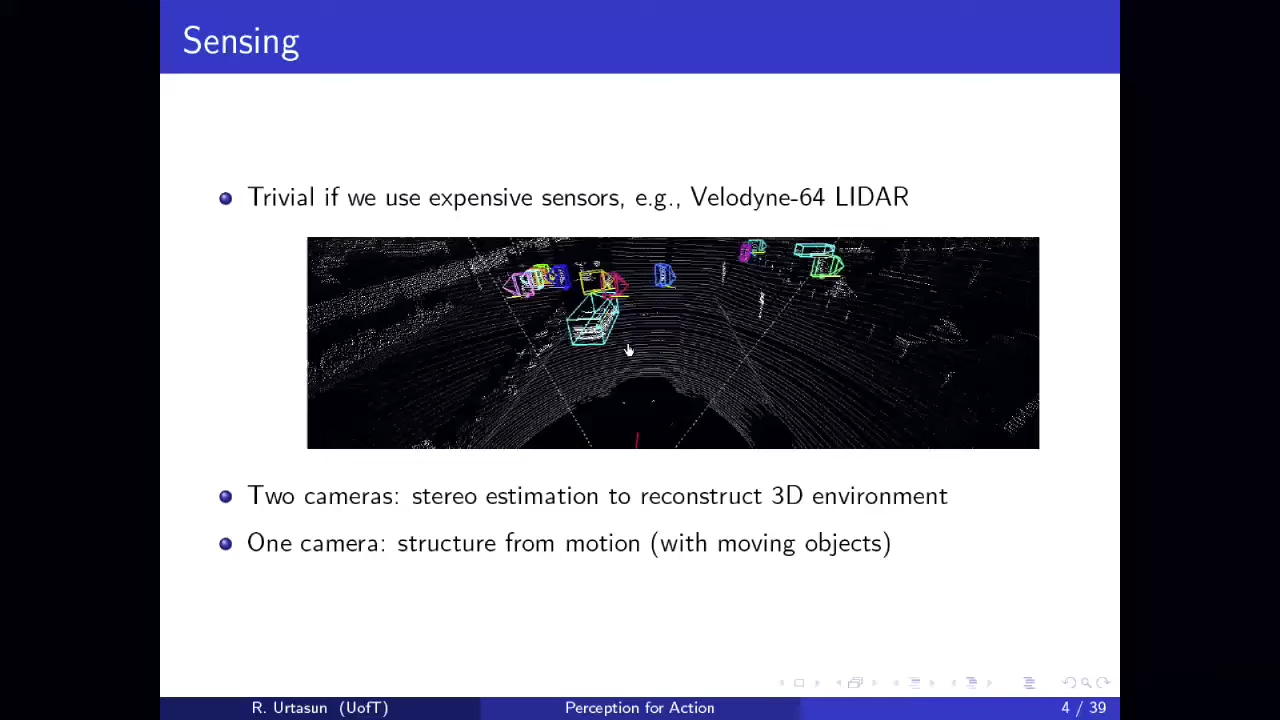 Sensing
Trivial if we use expensive sensors, e.g., Velodyne-64 LIDAR
Two cameras: stereo estimation to reconstruct 3D environment
One camera: structure from motion (with moving objects)
R. Urtasun (UofT) Perception for Action 4 / 39